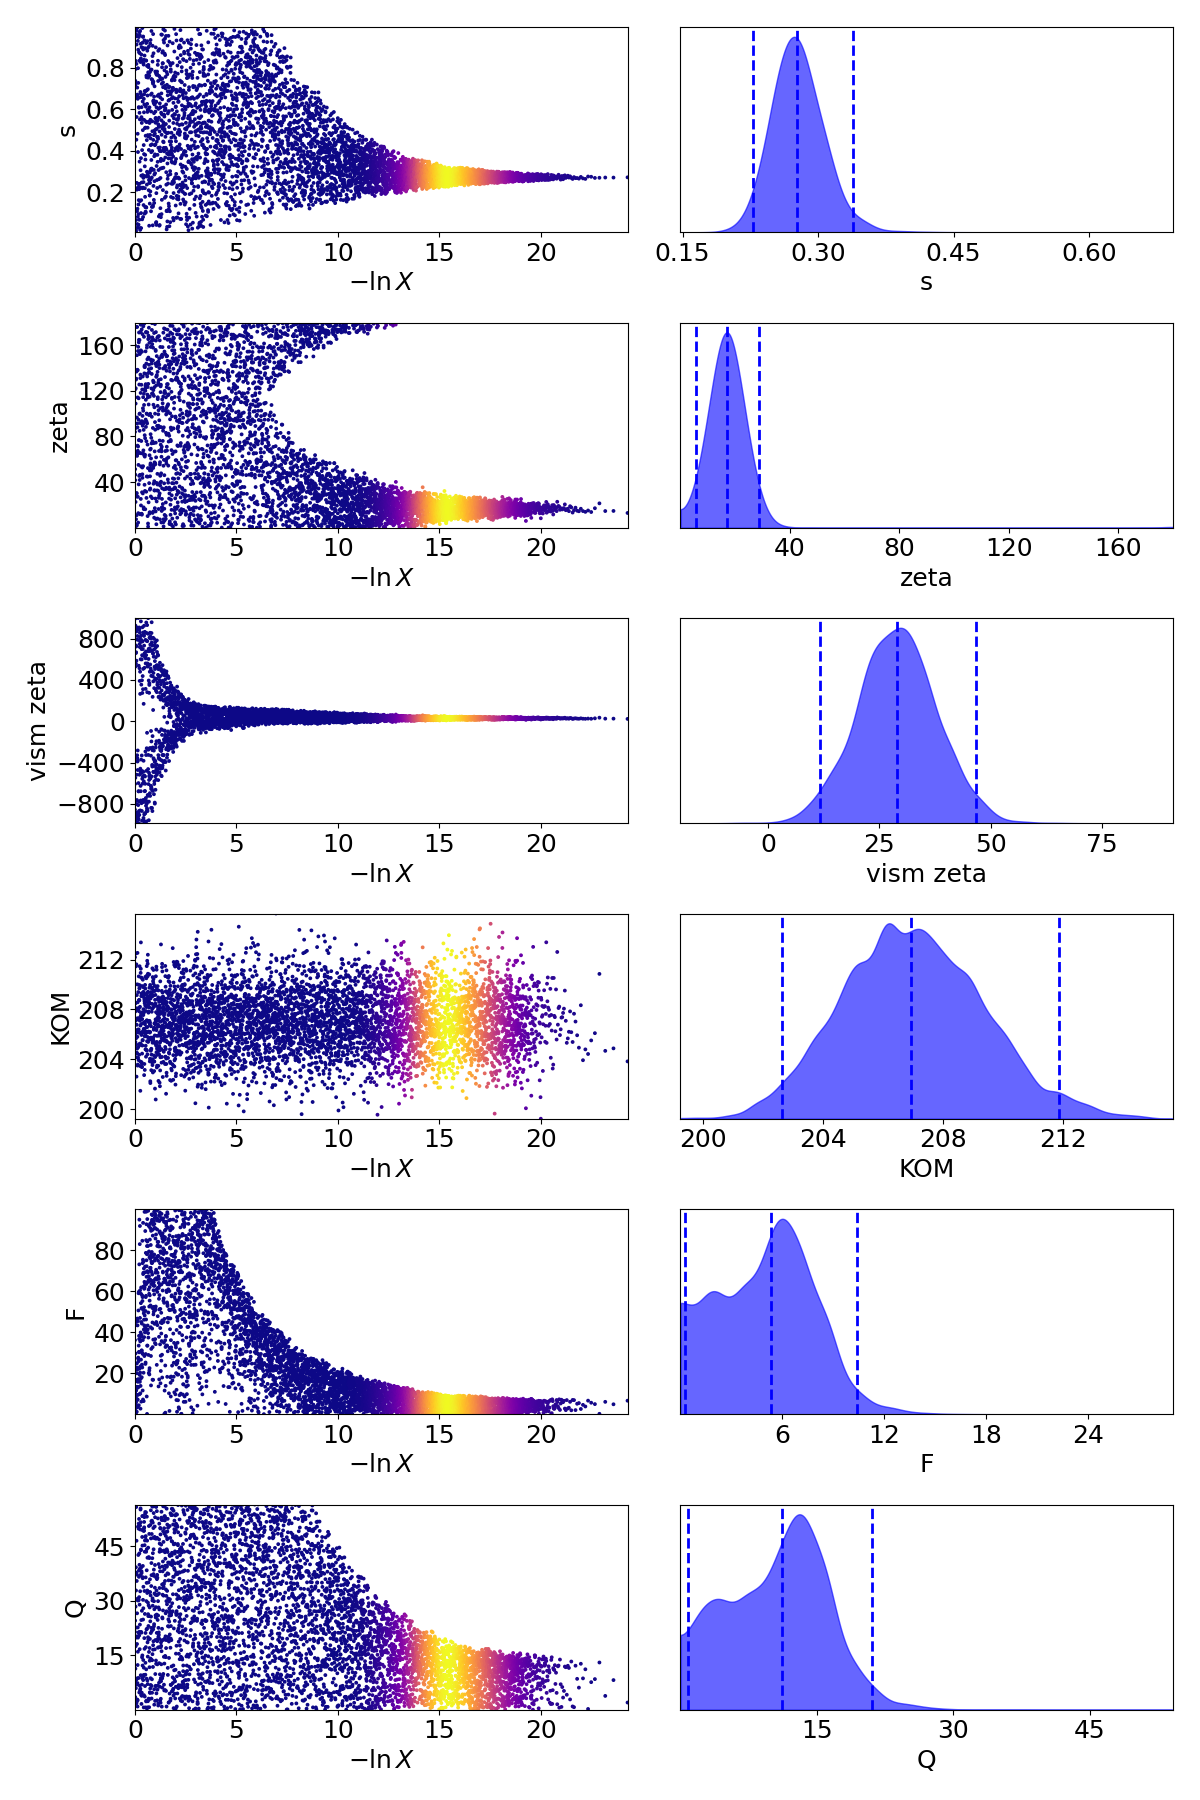 s
0.8
0.6
0.4
0.2
0 5 10 15 20
−ln X
0.15 0.30 0.45 0.60
s
zeta
160
120
80
40
0 5 10 15 20
−ln X
40 80 120 160
zeta
vism zeta
800
400
0
−400
−800
0 5 10 15 20
−ln X
0 25 50 75
vism zeta
KOM
212
208
204
200
0 5 10 15 20
−ln X
200 204 208 212
KOM
F
80
60
40
20
0 5 10 15 20
−ln X
6 12 18 24
F
Q
45
30
15
0 5 10 15 20
−ln X
15 30 45
Q